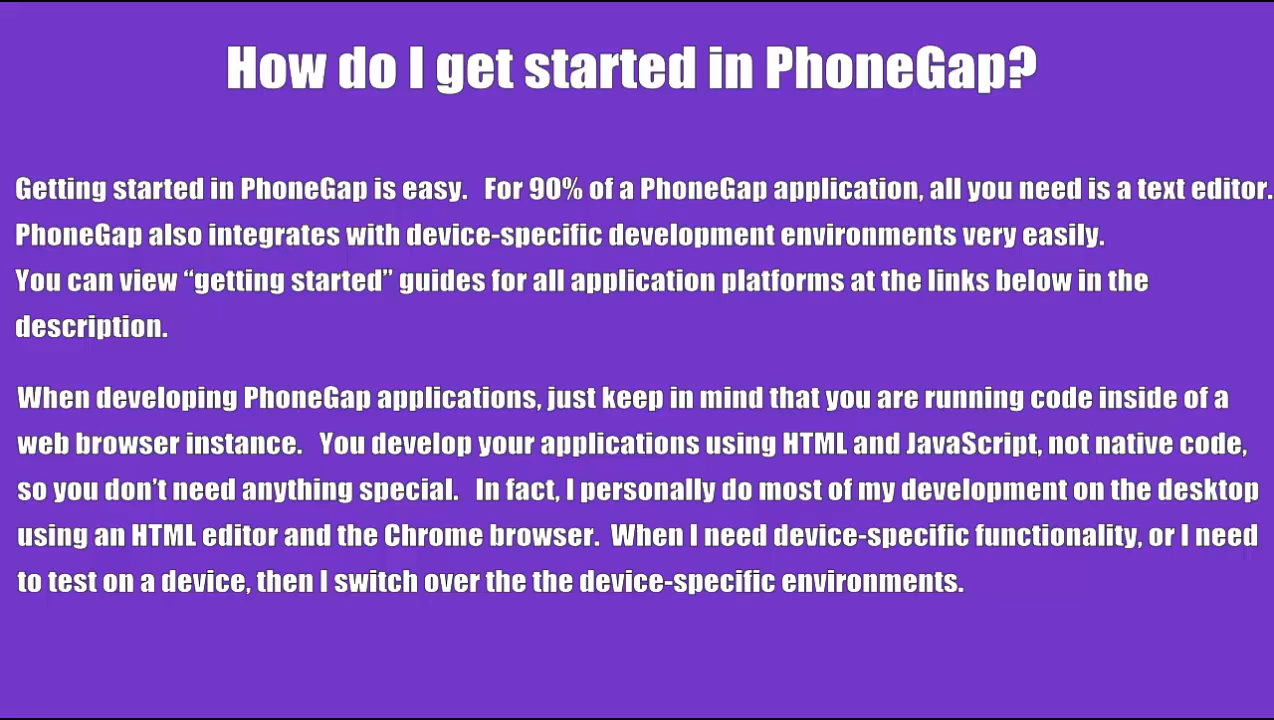 How do I get started in PhoneGap?
Getting started in PhoneGap is easy. For 90% of a PhoneGap application, all you need is a text editor.
PhoneGap also integrates with device-specific development environments very easily.
You can view “getting started” guides for all application platforms at the links below in the
description.
When developing PhoneGap applications, just keep in mind that you are running code inside of a
web browser instance. You develop your applications using HTML and JavaScript, not native code,
so you don’t need anything special. In fact, I personally do most of my development on the desktop
using an HTML editor and the Chrome browser. When I need device-specific functionality, or I need
to test on a device, then I switch over the the device-specific environments.